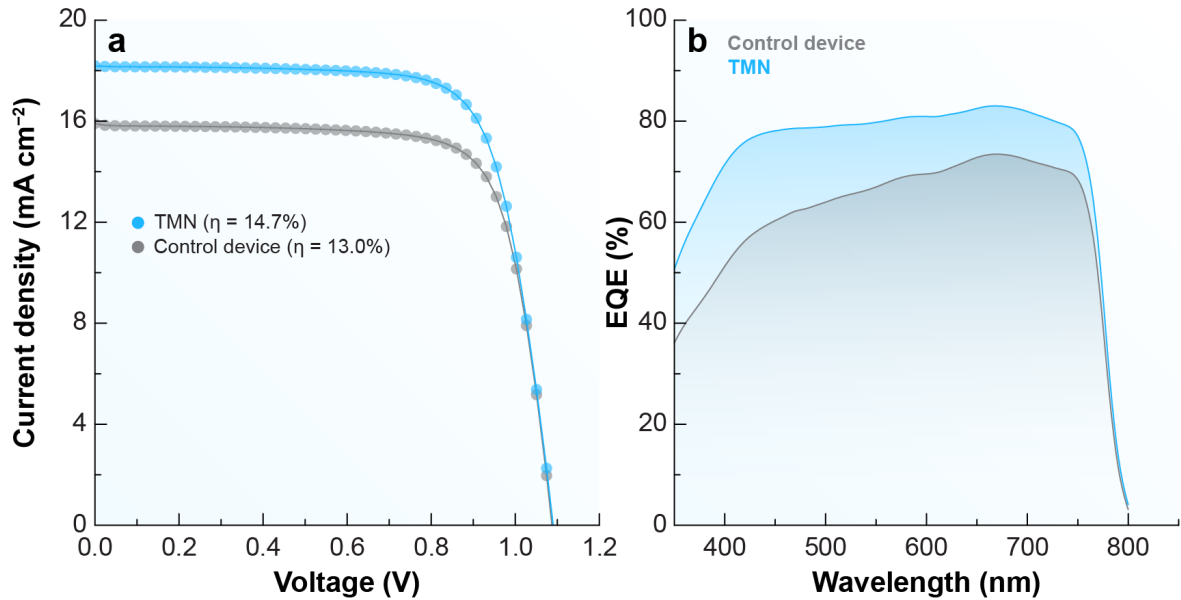 a
20
16
12
8
4
0
Current density (mA cm⁻²)
TMN (η = 14.7%)
Control device (η = 13.0%)
0.0 0.2 0.4 0.6 0.8 1.0 1.2
Voltage (V)
b
Control device
TMN
100
80
60
40
20
0
EQE (%)
400 500 600 700 800
Wavelength (nm)